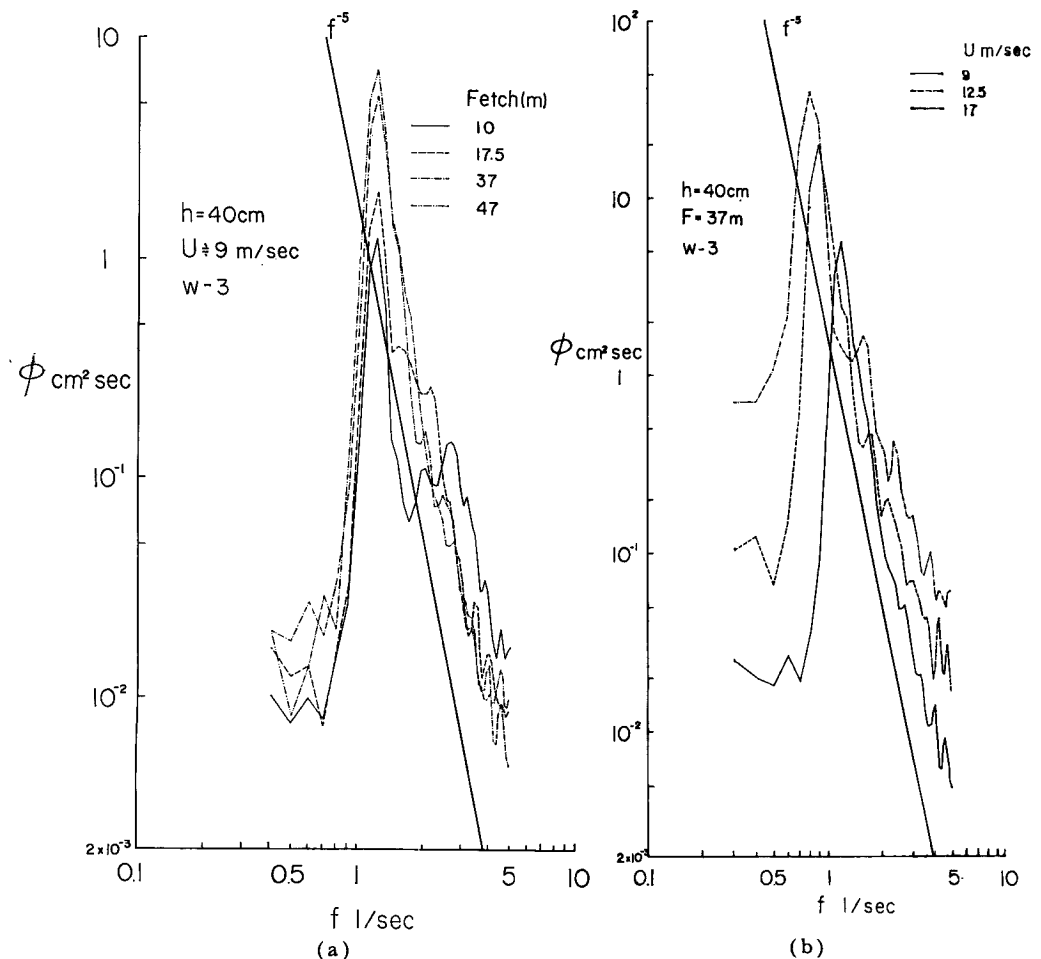 f⁻⁵
10
Fetch(m)
10
17.5
37
47
h=40cm
U≑9 m/sec
w-3
1
ϕ cm² sec
10⁻¹
10⁻²
2×10⁻³
0.1
0.5
1
5
10
f 1/sec
(a)
10²
f⁻⁵
U m/sec
9
12.5
17
10
h=40cm
F=37m
w-3
ϕ cm² sec
1
10⁻¹
10⁻²
2×10⁻³
0.1
0.5
1
5
10
f 1/sec
(b)